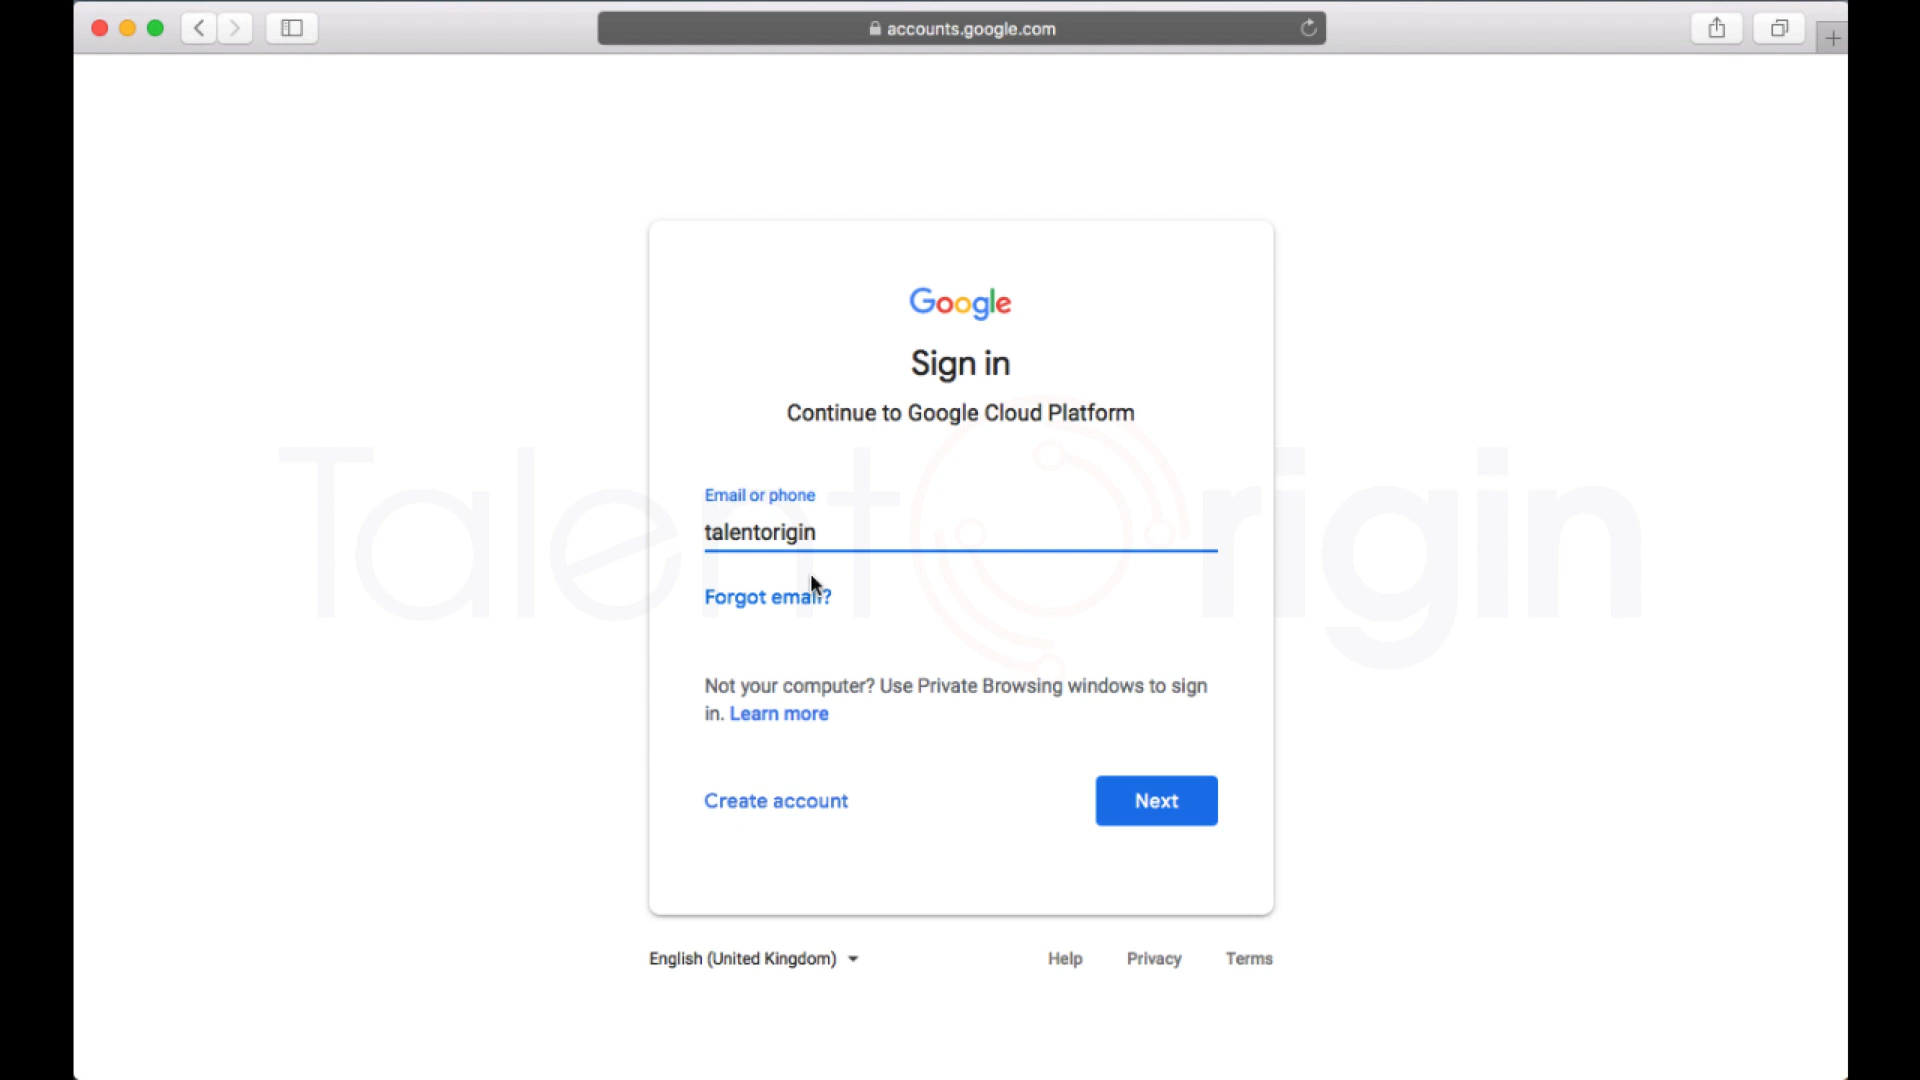 accounts.google.com
Google
Sign in
Continue to Google Cloud Platform
TalentOrigin
Email or phone
talentorigin
Forgot email?
Not your computer? Use Private Browsing windows to sign
in. Learn more
Create account
Next
English (United Kingdom)
Help
Privacy
Terms